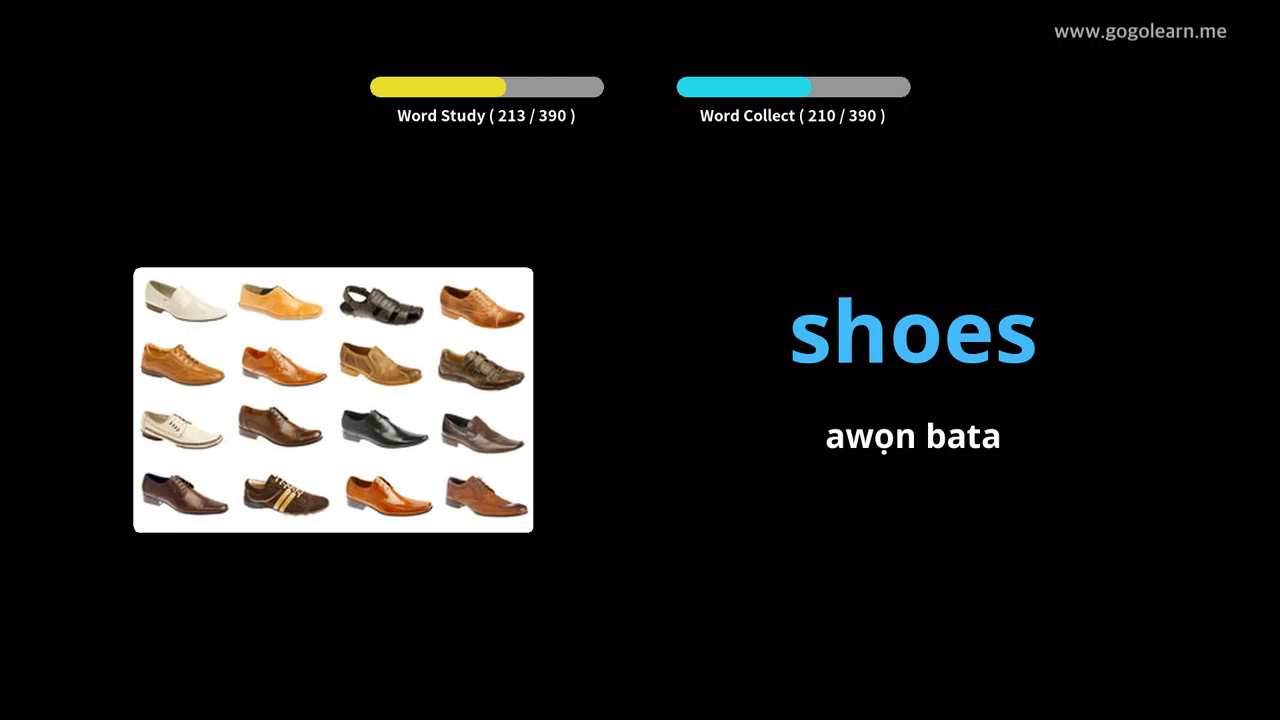 www.gogolearn.me
Word Study ( 213 / 390 )
Word Collect ( 210 / 390 )
shoes
awọn bata